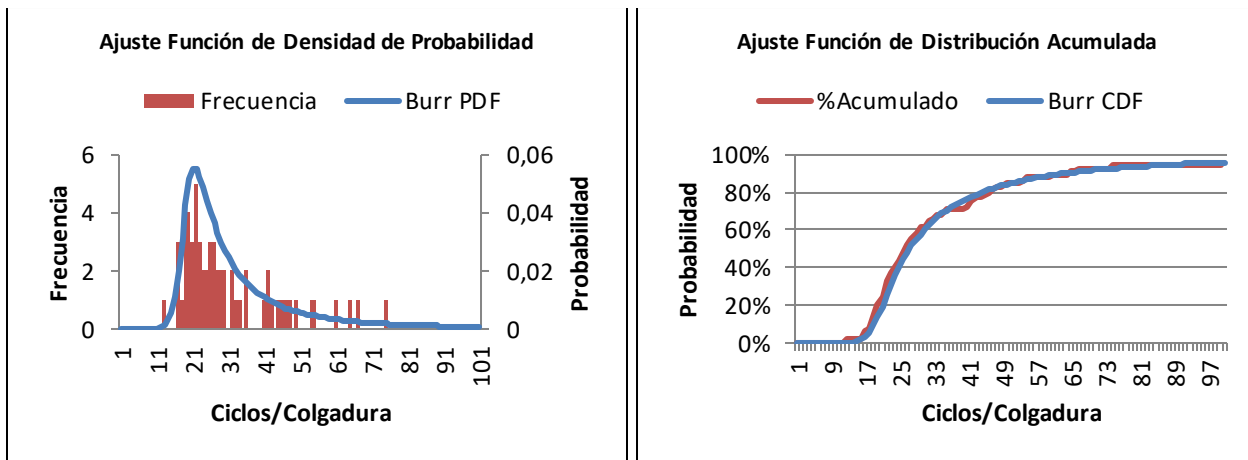 Ajuste Función de Densidad de Probabilidad
Frecuencia Burr PDF
6
4
2
0
0,06
0,04
0,02
0
Frecuencia
Probabilidad
1 11 21 31 41 51 61 71 81 91 101
Ciclos/Colgadura
Ajuste Función de Distribución Acumulada
%Acumulado Burr CDF
100%
80%
60%
40%
20%
0%
Probabilidad
1 9 17 25 33 41 49 57 65 73 81 89 97
Ciclos/Colgadura